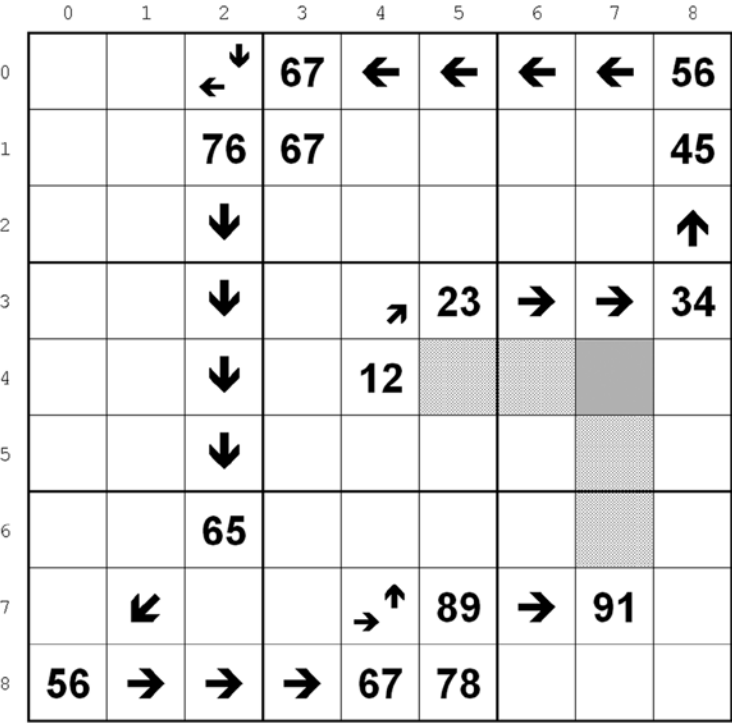 0 1 2 3 4 5 6 7 8
0 ↓ ← 67 ← ← ← ← 56
1 76 67 45
2 ↓ ↑
3 ↓ ↗ 23 → → 34
4 ↓ 12
5 ↓
6 65
7 ↙ → ↑ 89 → 91
8 56 → → → 67 78